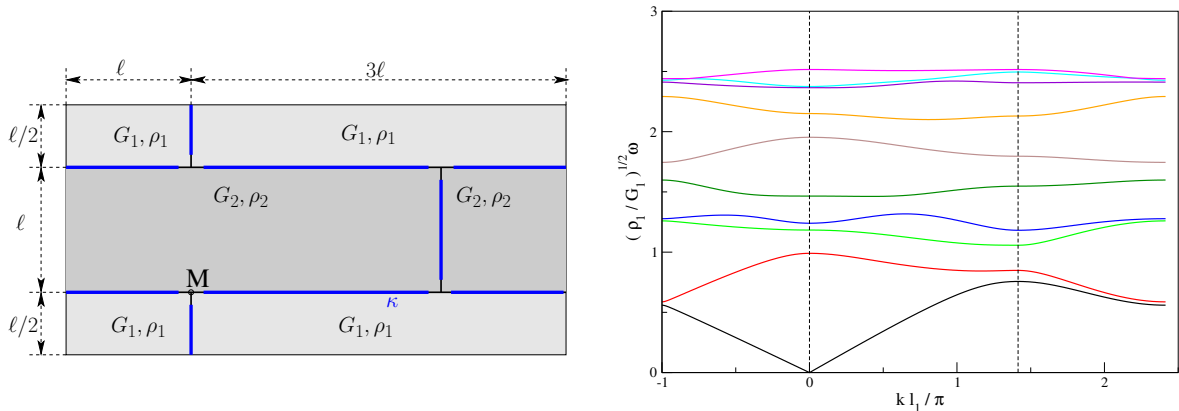 ℓ
3ℓ
ℓ/2
G₁, ρ₁
G₁, ρ₁
ℓ
G₂, ρ₂
G₂, ρ₂
M
κ
ℓ/2
G₁, ρ₁
G₁, ρ₁
3
2
1
0
(ρ₁ / G₁)^1/2 ω
-1
0
1
2
k l₁ / π